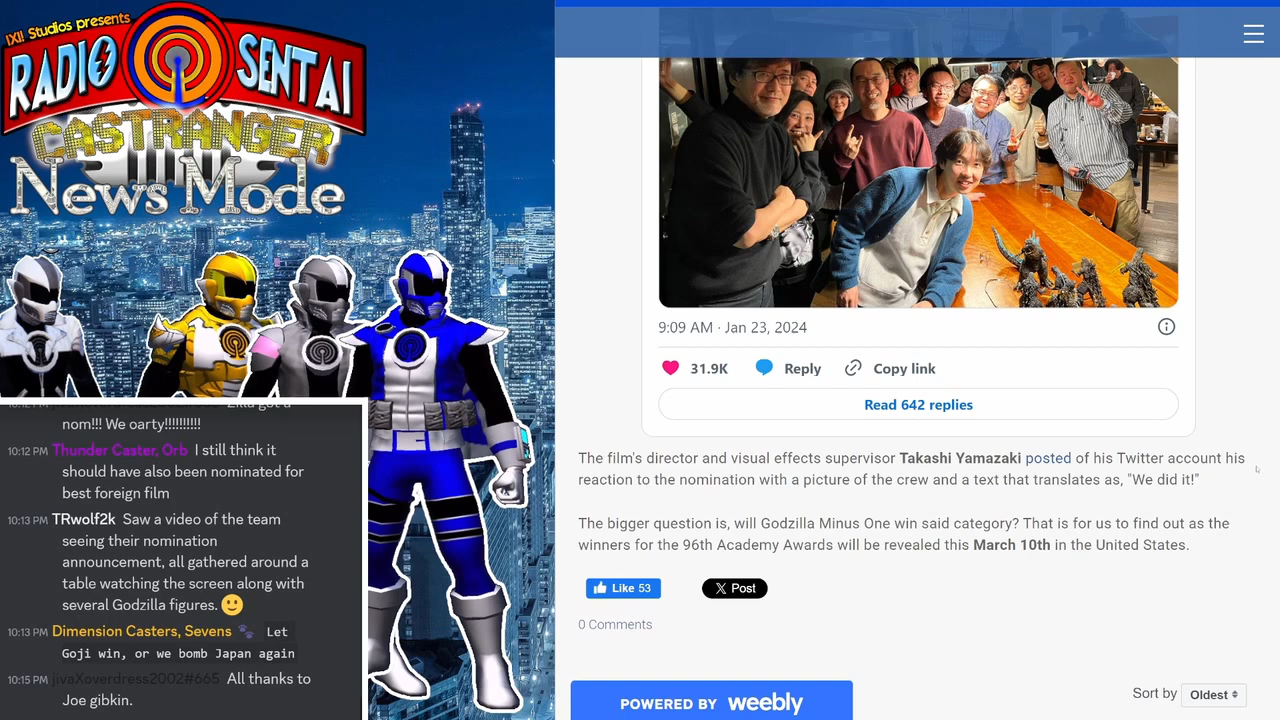 IXII Studios presents
RADIO SENTAI
CASTRANGER
News Mode
nom!!! We oarty!!!!!!!!!!
10:12 PM Thunder Caster, Orb I still think it
should have also been nominated for
best foreign film
10:13 PM TRwolf2k Saw a video of the team
seeing their nomination
announcement, all gathered around a
table watching the screen along with
several Godzilla figures. 🙂
10:13 PM Dimension Casters, Sevens 🐾 Let
Goji win, or we bomb Japan again
10:15 PM jivaXoverdress2002#665 All thanks to
Joe gibkin.
9:09 AM · Jan 23, 2024
31.9K Reply Copy link
Read 642 replies
The film's director and visual effects supervisor Takashi Yamazaki posted of his Twitter account his
reaction to the nomination with a picture of the crew and a text that translates as, "We did it!"
The bigger question is, will Godzilla Minus One win said category? That is for us to find out as the
winners for the 96th Academy Awards will be revealed this March 10th in the United States.
Like 53 X Post
0 Comments
Sort by Oldest
POWERED BY weebly